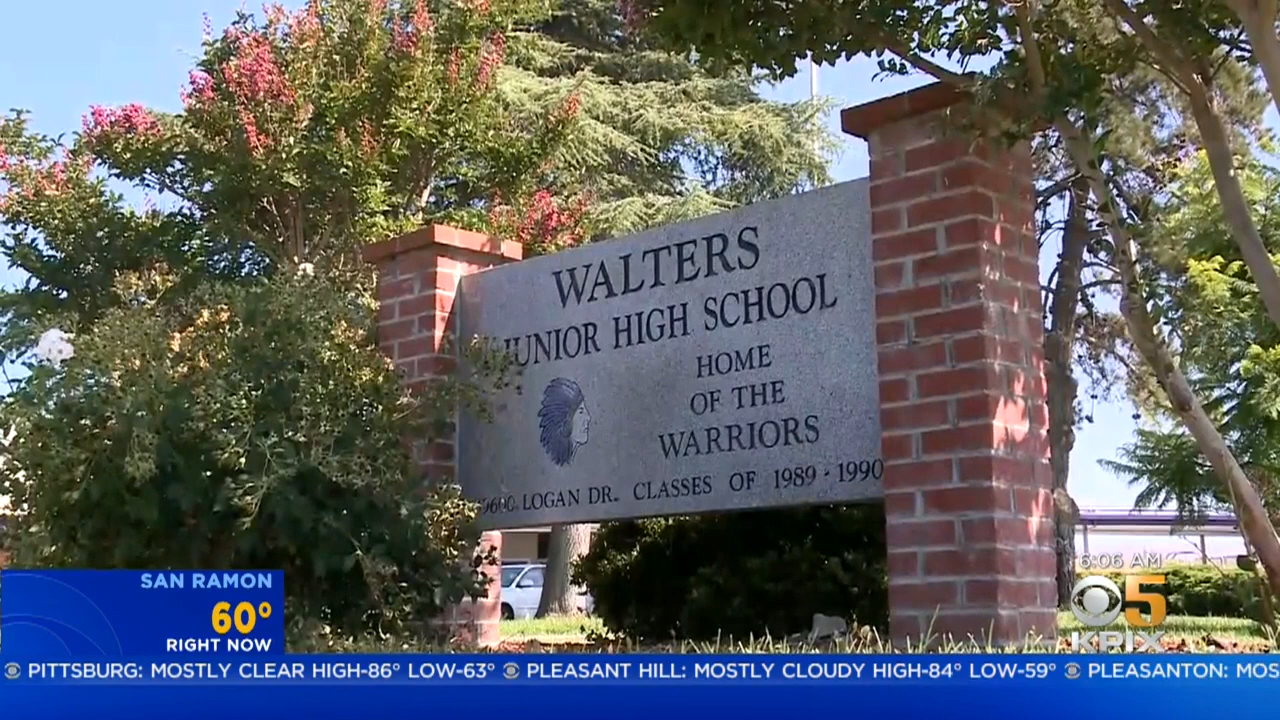 WALTERS
JUNIOR HIGH SCHOOL
HOME
OF THE
WARRIORS
LOGAN DR. CLASSES OF 1989 - 1990
SAN RAMON
60°
RIGHT NOW
6:06 AM
5
KPIX
PITTSBURG: MOSTLY CLEAR HIGH-86° LOW-63° PLEASANT HILL: MOSTLY CLOUDY HIGH-84° LOW-59° PLEASANTON: